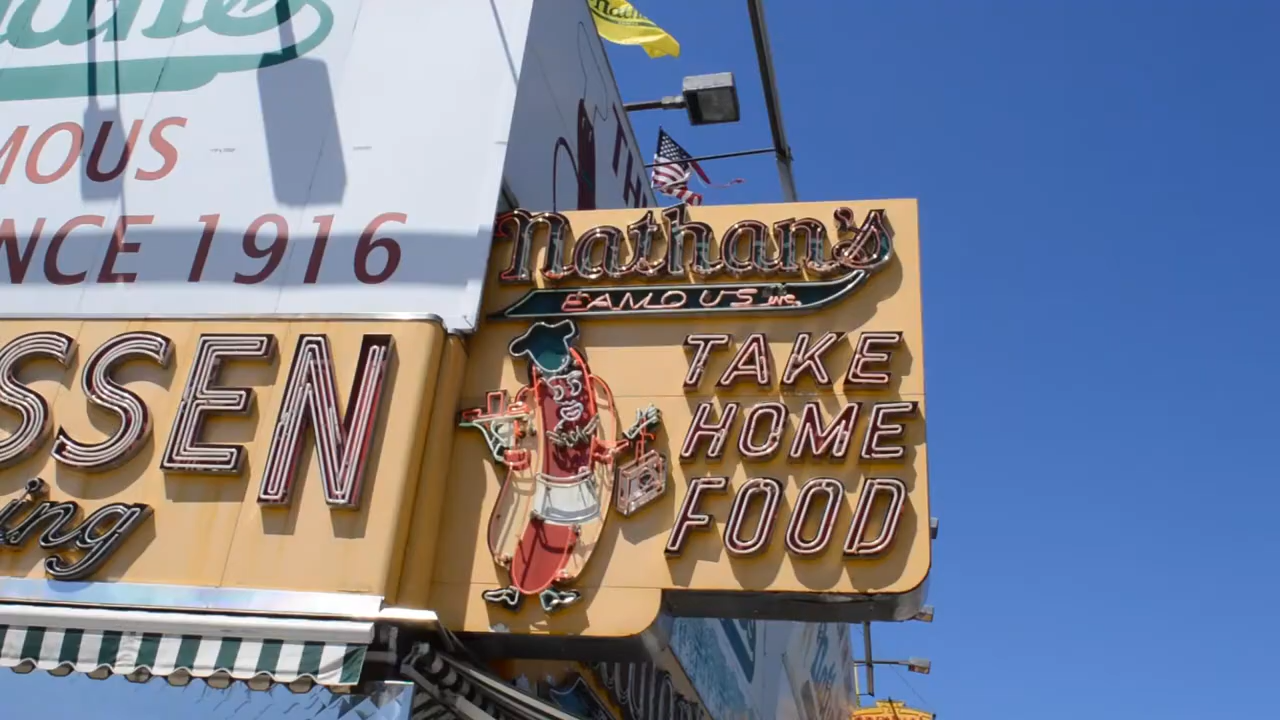 MOUS
NCE 1916
SSEN
ing
Nathan's
FAMOUS INC.
TAKE
HOME
FOOD